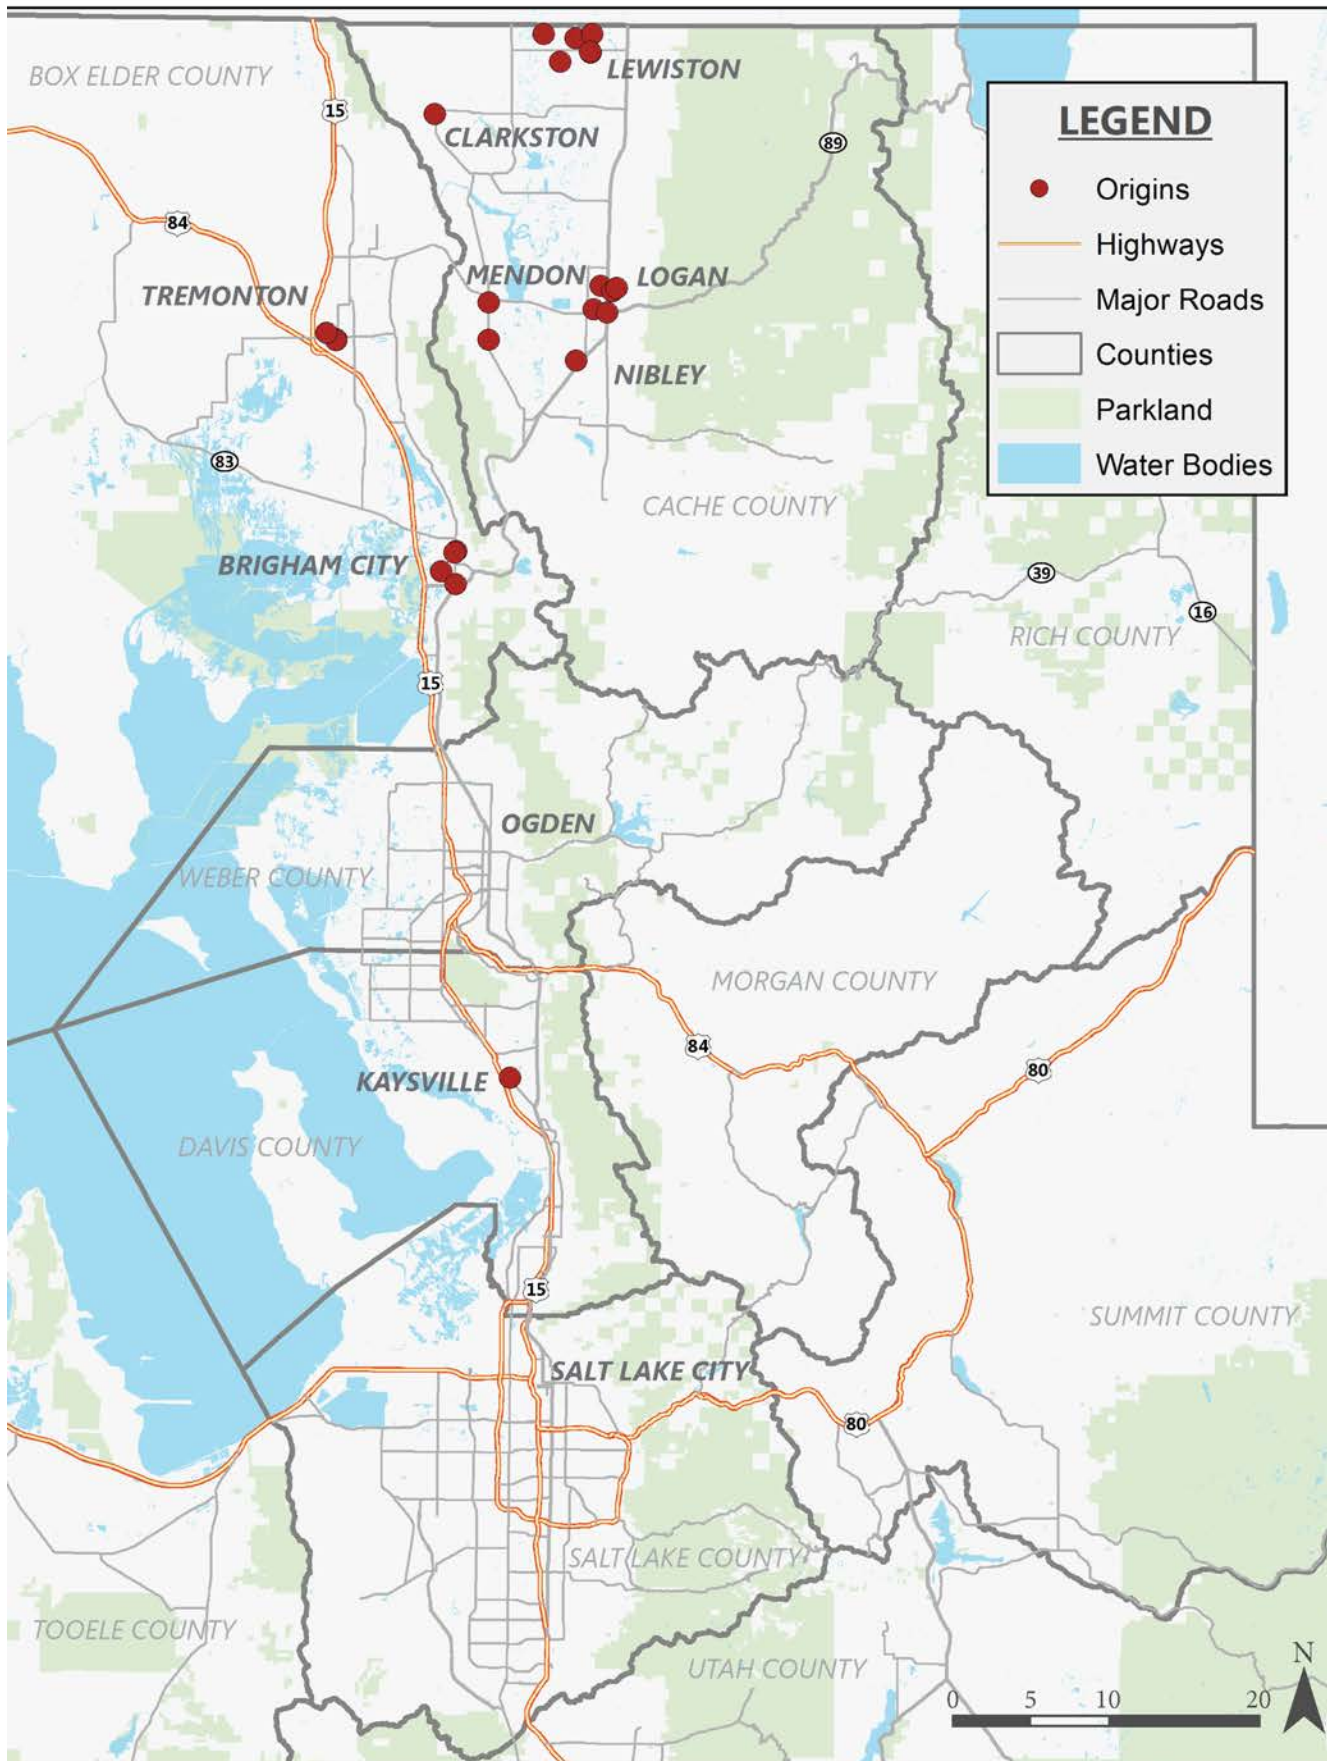 BOX ELDER COUNTY
15
LEWISTON
CLARKSTON
89
84
MENDON
LOGAN
TREMONTON
NIBLEY
83
CACHE COUNTY
BRIGHAM CITY
39
16
RICH COUNTY
15
OGDEN
WEBER COUNTY
MORGAN COUNTY
84
80
KAYSVILLE
DAVIS COUNTY
15
SUMMIT COUNTY
SALT LAKE CITY
80
SALT LAKE COUNTY
TOOELE COUNTY
UTAH COUNTY
LEGEND
Origins
Highways
Major Roads
Counties
Parkland
Water Bodies
N
0 5 10 20